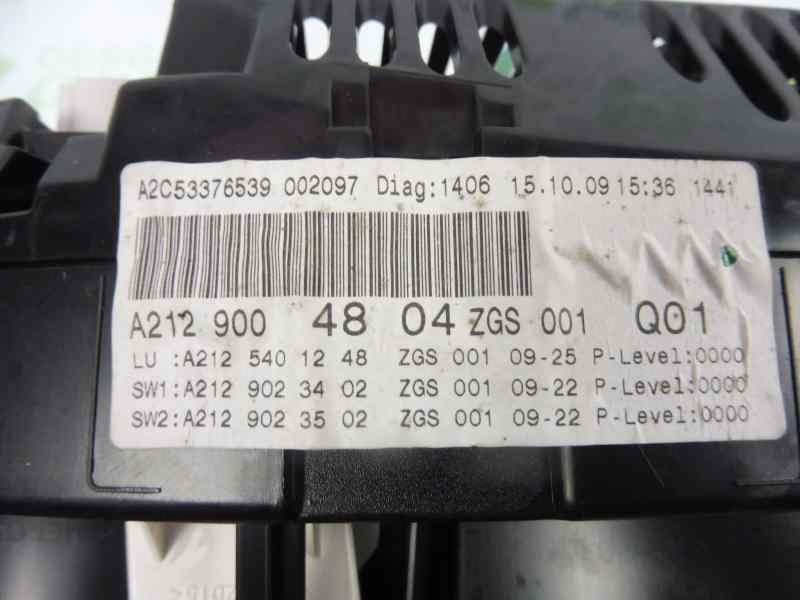 A2C53376539 002097 Diag:1406 15.10.09 15:36 1441
A212 900 48 04 ZGS 001 Q01
LU :A212 540 12 48 ZGS 001 09-25 P-Level:0000
SW1:A212 902 34 02 ZGS 001 09-22 P-Level:0000
SW2:A212 902 35 02 ZGS 001 09-22 P-Level:0000